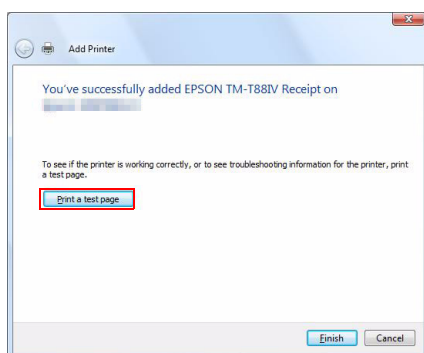 Add Printer
You've successfully added EPSON TM-T88IV Receipt on
To see if the printer is working correctly, or to see troubleshooting information for the printer, print
a test page.
Print a test page
Finish Cancel